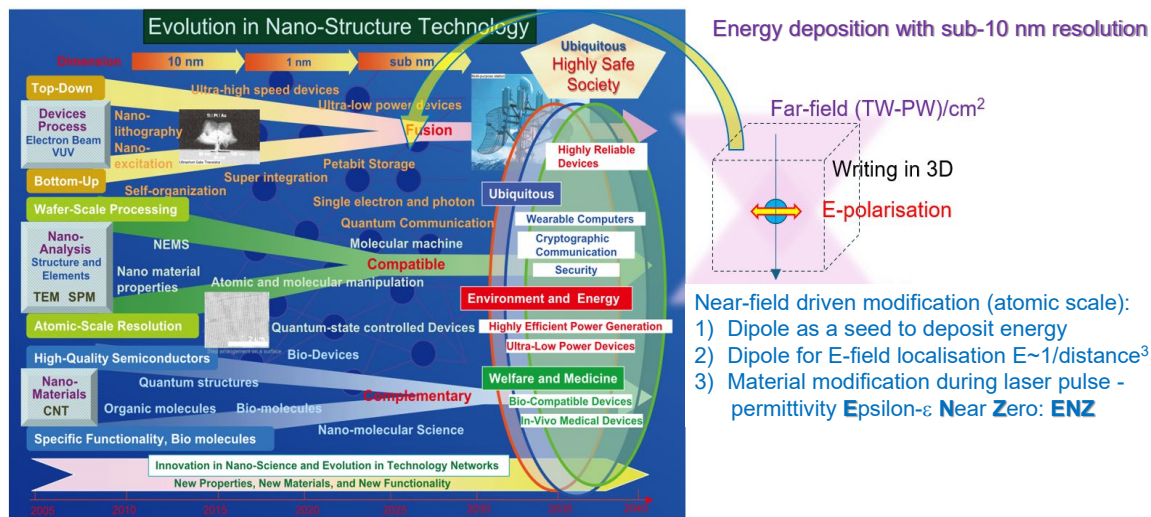 Evolution in Nano-Structure Technology
Dimension
10 nm
1 nm
sub nm
Ubiquitous
Highly Safe
Society
Top-Down
Devices
Process
Electron Beam
VUV
Bottom-Up
Nano-
lithography
Nano-
excitation
Self-organization
Ultra-high speed devices
Ultra-low power devices
Fusion
Petabit Storage
Super integration
Single electron and photon
Quantum Communication
Wafer-Scale Processing
Nano-
Analysis
Structure and
Elements
TEM SPM
Atomic-Scale Resolution
NEMS
Nano material
properties
Molecular machine
Compatible
Atomic and molecular manipulation
Quantum-state controlled Devices
High-Quality Semiconductors
Nano-
Materials
CNT
Specific Functionality, Bio molecules
Bio-Devices
Quantum structures
Organic molecules
Bio-molecules
Complementary
Nano-molecular Science
Highly Reliable
Devices
Ubiquitous
Wearable Computers
Cryptographic
Communication
Security
Environment and Energy
Highly Efficient Power Generation
Ultra-Low Power Devices
Welfare and Medicine
Bio-Compatible Devices
In-Vivo Medical Devices
Innovation in Nano-Science and Evolution in Technology Networks
New Properties, New Materials, and New Functionality
2005
2010
2015
2030
2025
2030
2040
Energy deposition with sub-10 nm resolution
Far-field (TW-PW)/cm²
Writing in 3D
E-polarisation
Near-field driven modification (atomic scale):
1) Dipole as a seed to deposit energy
2) Dipole for E-field localisation E~1/distance³
3) Material modification during laser pulse -
permittivity Epsilon-ε Near Zero: ENZ